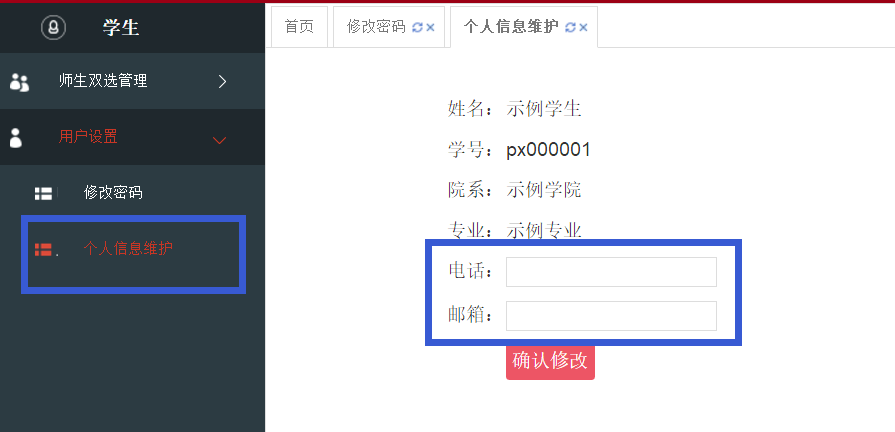 学生
师生双选管理
用户设置
修改密码
个人信息维护
首页 修改密码 个人信息维护
姓名：示例学生
学号：px000001
院系：示例学院
专业：示例专业
电话：
邮箱：
确认修改